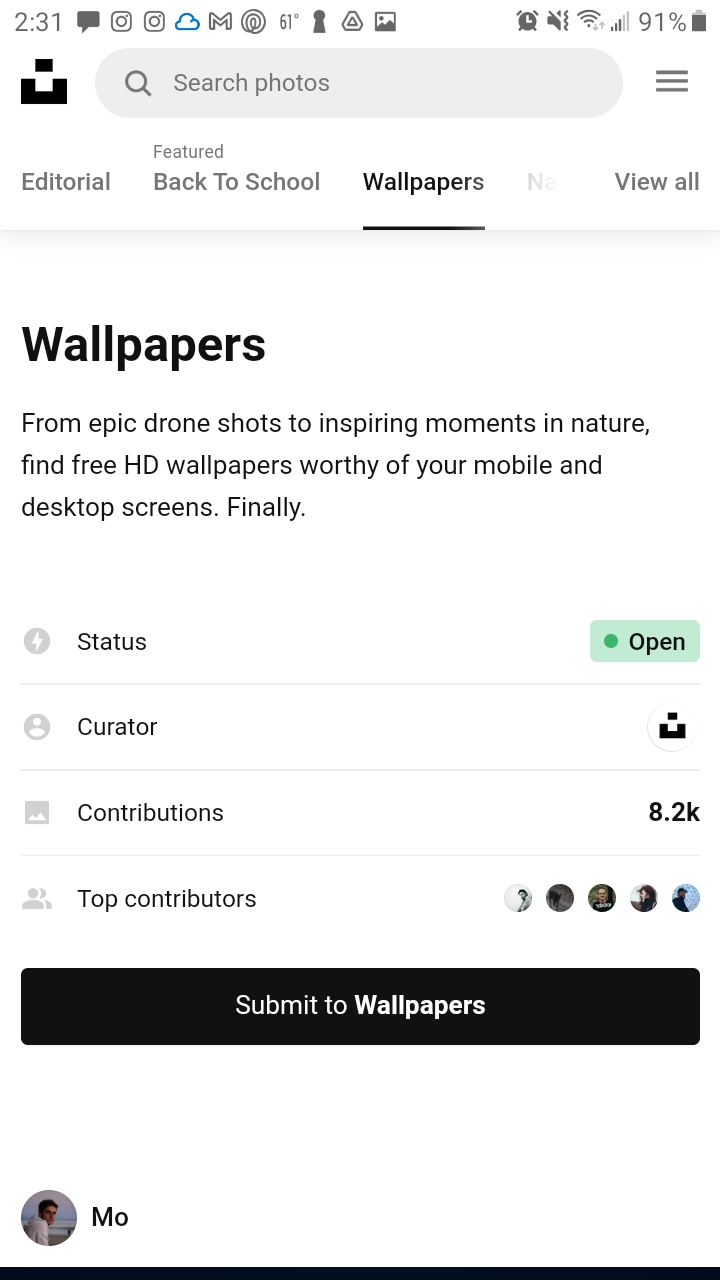 2:31
61°
91%
Search photos
Featured
Editorial
Back To School
Wallpapers
Na
View all
Wallpapers
From epic drone shots to inspiring moments in nature,
find free HD wallpapers worthy of your mobile and
desktop screens. Finally.
Status
Open
Curator
Contributions
8.2k
Top contributors
Submit to Wallpapers
Mo